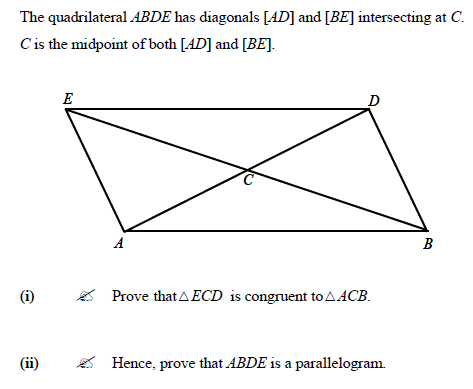 The quadrilateral ABDE has diagonals [AD] and [BE] intersecting at C.
C is the midpoint of both [AD] and [BE].
E
D
C
A
B
(i) Prove that △ ECD is congruent to △ ACB.
(ii) Hence, prove that ABDE is a parallelogram.